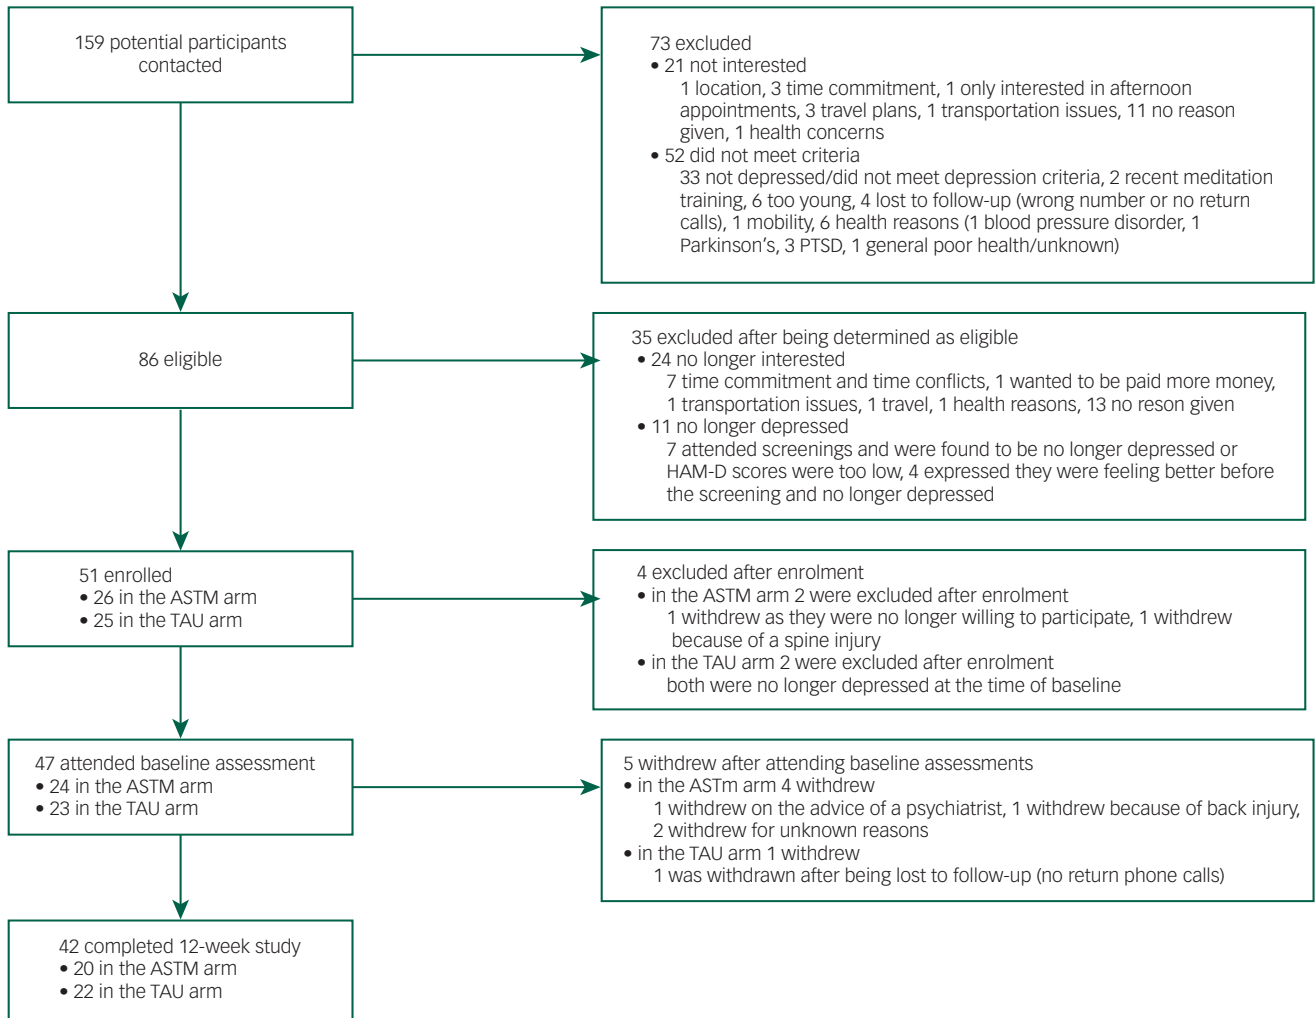 159 potential participants
contacted
73 excluded
• 21 not interested
1 location, 3 time commitment, 1 only interested in afternoon
appointments, 3 travel plans, 1 transportation issues, 11 no reason
given, 1 health concerns
• 52 did not meet criteria
33 not depressed/did not meet depression criteria, 2 recent meditation
training, 6 too young, 4 lost to follow-up (wrong number or no return
calls), 1 mobility, 6 health reasons (1 blood pressure disorder, 1
Parkinson's, 3 PTSD, 1 general poor health/unknown)
86 eligible
35 excluded after being determined as eligible
• 24 no longer interested
7 time commitment and time conflicts, 1 wanted to be paid more money,
1 transportation issues, 1 travel, 1 health reasons, 13 no reson given
• 11 no longer depressed
7 attended screenings and were found to be no longer depressed or
HAM-D scores were too low, 4 expressed they were feeling better before
the screening and no longer depressed
51 enrolled
• 26 in the ASTM arm
• 25 in the TAU arm
4 excluded after enrolment
• in the ASTM arm 2 were excluded after enrolment
1 withdrew as they were no longer willing to participate, 1 withdrew
because of a spine injury
• in the TAU arm 2 were excluded after enrolment
both were no longer depressed at the time of baseline
47 attended baseline assessment
• 24 in the ASTM arm
• 23 in the TAU arm
5 withdrew after attending baseline assessments
• in the ASTm arm 4 withdrew
1 withdrew on the advice of a psychiatrist, 1 withdrew because of back injury,
2 withdrew for unknown reasons
• in the TAU arm 1 withdrew
1 was withdrawn after being lost to follow-up (no return phone calls)
42 completed 12-week study
• 20 in the ASTM arm
• 22 in the TAU arm